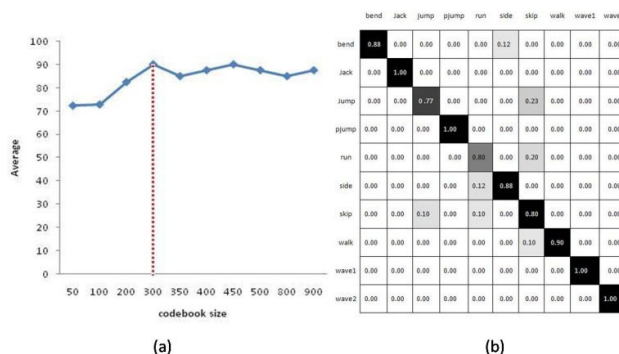 100
90
80
70
60
50
40
30
20
10
0
Average
50 100 200 300 350 400 450 500 800 900
codebook size
(a)
bend Jack jump pjump run side skip walk wave1 wave
bend 0.88 0.00 0.00 0.00 0.00 0.12 0.00 0.00 0.00 0.00
Jack 0.00 1.00 0.00 0.00 0.00 0.00 0.00 0.00 0.00 0.00
Jump 0.00 0.00 0.77 0.00 0.00 0.00 0.23 0.00 0.00 0.00
pjump 0.00 0.00 0.00 1.00 0.00 0.00 0.00 0.00 0.00 0.00
run 0.00 0.00 0.00 0.80 0.00 0.20 0.00 0.00 0.00
side 0.00 0.00 0.00 0.00 0.12 0.88 0.00 0.00 0.00 0.00
skip 0.00 0.00 0.10 0.00 0.10 0.00 0.80 0.00 0.00 0.00
walk 0.00 0.00 0.00 0.00 0.00 0.00 0.10 0.90 0.00 0.00
wave1 0.00 0.00 0.00 0.00 0.00 0.00 0.00 0.00 1.00 0.00
wave2 0.00 0.00 0.00 0.00 0.00 0.00 0.00 0.00 0.00 1.00
(b)